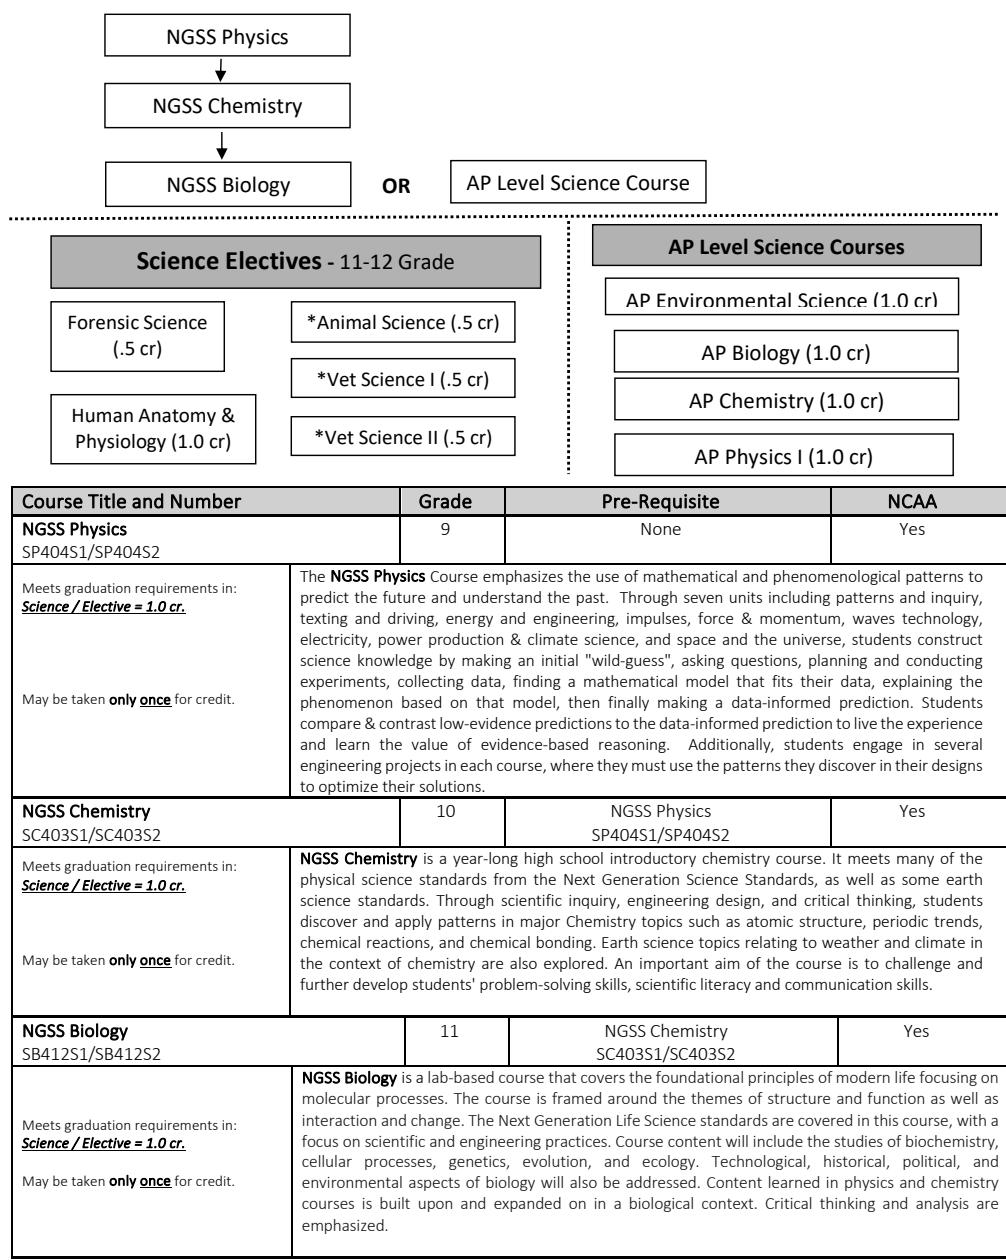 NGSS Physics
NGSS Chemistry
NGSS Biology
OR
AP Level Science Course
Science Electives - 11-12 Grade
Forensic Science
(.5 cr)
Human Anatomy &
Physiology (1.0 cr)
*Animal Science (.5 cr)
*Vet Science I (.5 cr)
*Vet Science II (.5 cr)
AP Level Science Courses
AP Environmental Science (1.0 cr)
AP Biology (1.0 cr)
AP Chemistry (1.0 cr)
AP Physics I (1.0 cr)
Course Title and Number Grade Pre-Requisite NCAA
NGSS Physics 9 None Yes
SP404S1/SP404S2
Meets graduation requirements in:
Science / Elective = 1.0 cr.
May be taken only once for credit.
The NGSS Physics Course emphasizes the use of mathematical and phenomenological patterns to
predict the future and understand the past. Through seven units including patterns and inquiry,
texting and driving, energy and engineering, impulses, force & momentum, waves technology,
electricity, power production & climate science, and space and the universe, students construct
science knowledge by making an initial "wild-guess", asking questions, planning and conducting
experiments, collecting data, finding a mathematical model that fits their data, explaining the
phenomenon based on that model, then finally making a data-informed prediction. Students
compare & contrast low-evidence predictions to the data-informed prediction to live the experience
and learn the value of evidence-based reasoning. Additionally, students engage in several
engineering projects in each course, where they must use the patterns they discover in their designs
to optimize their solutions.
NGSS Chemistry 10 NGSS Physics Yes
SC403S1/SC403S2 SP404S1/SP404S2
Meets graduation requirements in:
Science / Elective = 1.0 cr.
May be taken only once for credit.
NGSS Chemistry is a year-long high school introductory chemistry course. It meets many of the
physical science standards from the Next Generation Science Standards, as well as some earth
science standards. Through scientific inquiry, engineering design, and critical thinking, students
discover and apply patterns in major Chemistry topics such as atomic structure, periodic trends,
chemical reactions, and chemical bonding. Earth science topics relating to weather and climate in
the context of chemistry are also explored. An important aim of the course is to challenge and
further develop students' problem-solving skills, scientific literacy and communication skills.
NGSS Biology 11 NGSS Chemistry Yes
SB412S1/SB412S2 SC403S1/SC403S2
Meets graduation requirements in:
Science / Elective = 1.0 cr.
May be taken only once for credit.
NGSS Biology is a lab-based course that covers the foundational principles of modern life focusing on
molecular processes. The course is framed around the themes of structure and function as well as
interaction and change. The Next Generation Life Science standards are covered in this course, with a
focus on scientific and engineering practices. Course content will include the studies of biochemistry,
cellular processes, genetics, evolution, and ecology. Technological, historical, political, and
environmental aspects of biology will also be addressed. Content learned in physics and chemistry
courses is built upon and expanded on in a biological context. Critical thinking and analysis are
emphasized.